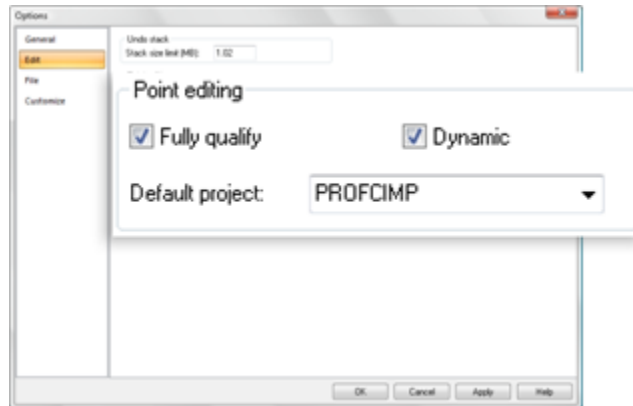 Options
General
Edit
File
Customize
Undo stack
Stack size limit (MB): 1.02
Point editing
Fully qualify
Dynamic
Default project: PROFCIMP
OK
Cancel
Apply
Help